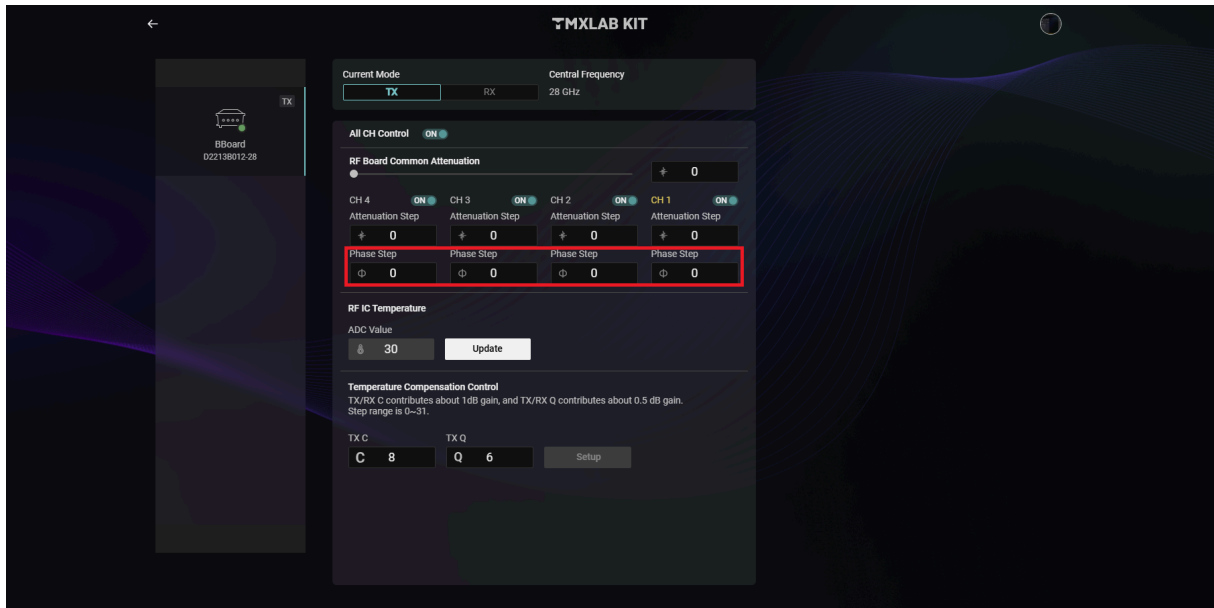 TMXLAB KIT
Current Mode
Central Frequency
TX
RX
28 GHz
TX
BBoard
D2213B012-28
All CH Control
ON
RF Board Common Attenuation
0
CH 4
ON
CH 3
ON
CH 2
ON
CH 1
ON
Attenuation Step
Attenuation Step
Attenuation Step
Attenuation Step
0
0
0
0
Phase Step
Phase Step
Phase Step
Phase Step
Φ 0
Φ 0
Φ 0
Φ 0
RF IC Temperature
ADC Value
30
Update
Temperature Compensation Control
TX/RX C contributes about 1dB gain, and TX/RX Q contributes about 0.5 dB gain.
Step range is 0~31.
TX C
TX Q
C 8
Q 6
Setup